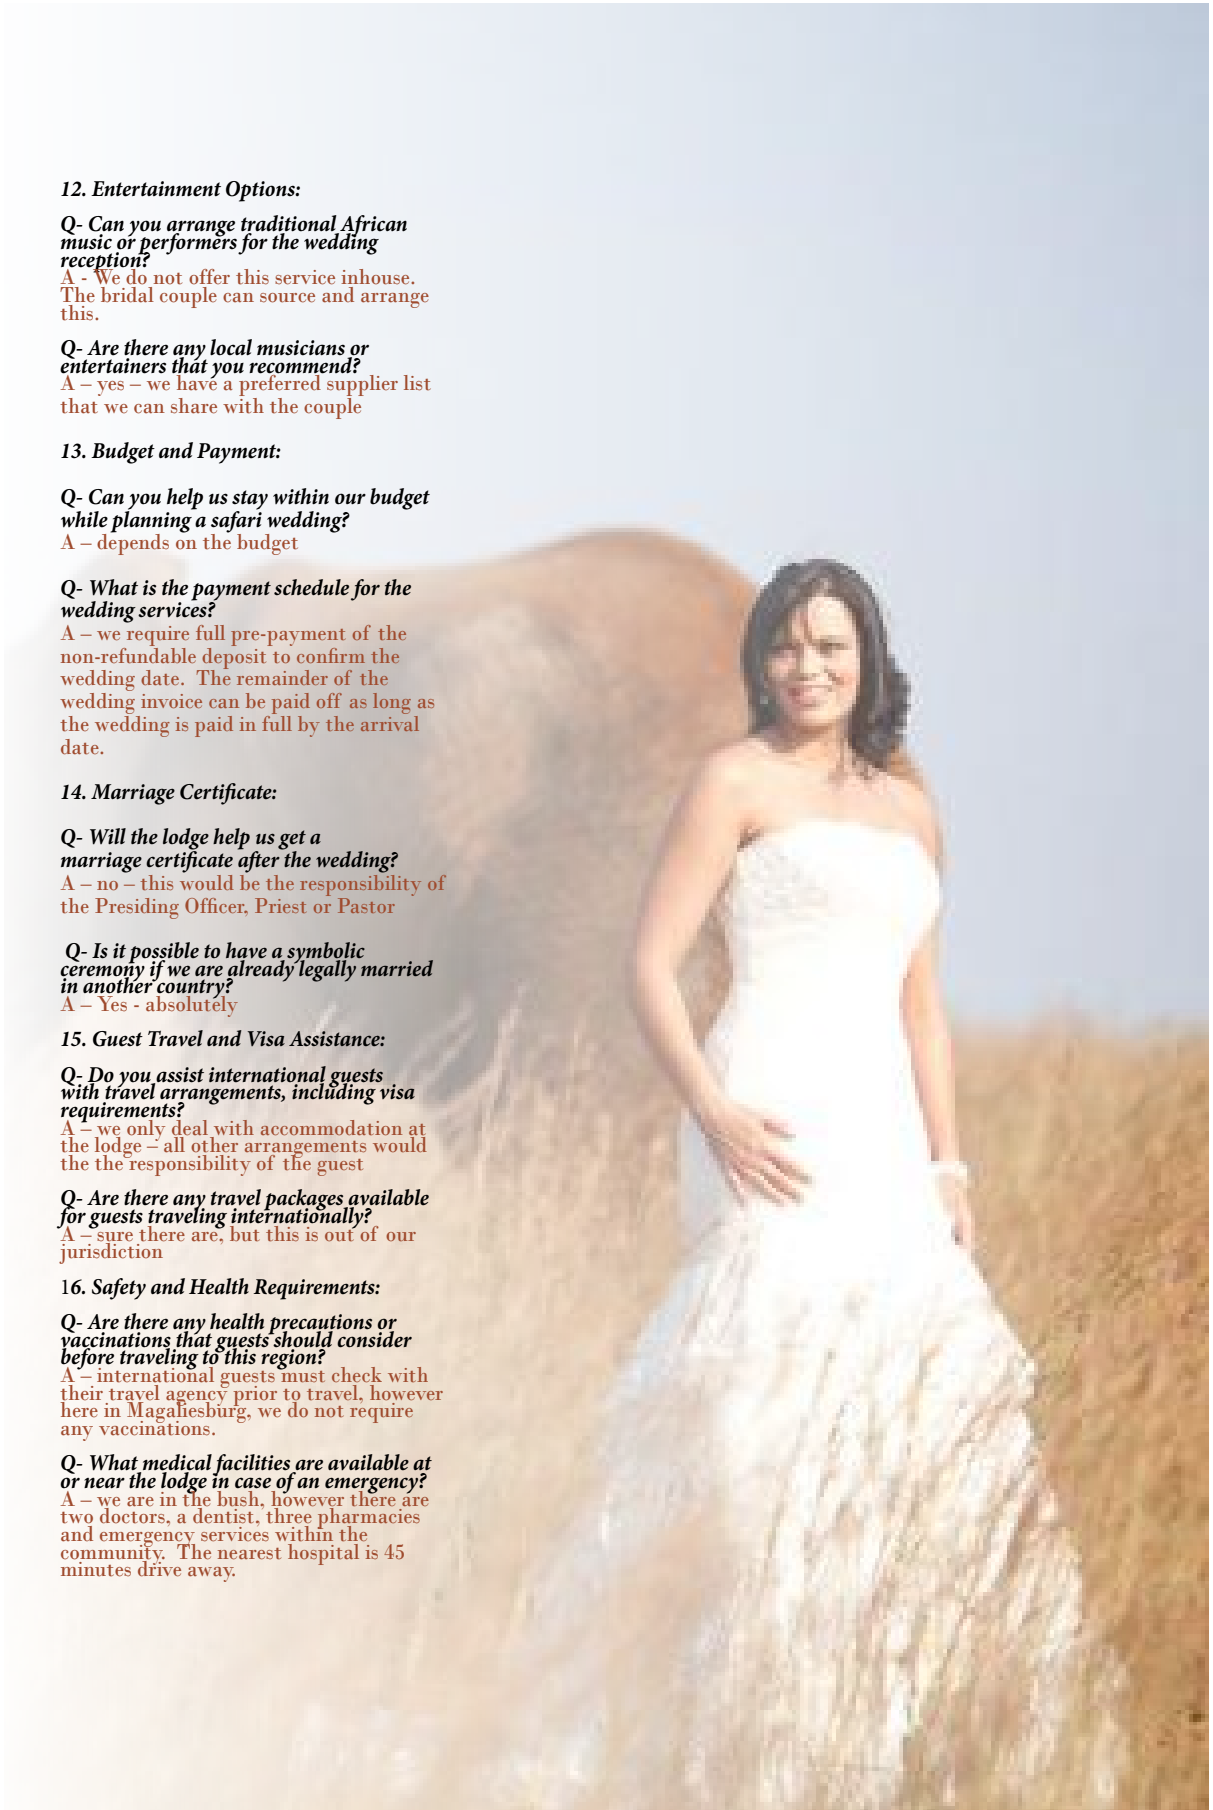 12. Entertainment Options:
Q- Can you arrange traditional African
music or performers for the wedding
reception?
A - We do not offer this service inhouse.
The bridal couple can source and arrange
this.
Q- Are there any local musicians or
entertainers that you recommend?
A – yes – we have a preferred supplier list
that we can share with the couple
13. Budget and Payment:
Q- Can you help us stay within our budget
while planning a safari wedding?
A – depends on the budget
Q- What is the payment schedule for the
wedding services?
A – we require full pre-payment of the
non-refundable deposit to confirm the
wedding date.  The remainder of the
wedding invoice can be paid off as long as
the wedding is paid in full by the arrival
date.
14. Marriage Certificate:
Q- Will the lodge help us get a
marriage certificate after the wedding?
A – no – this would be the responsibility of
the Presiding Officer, Priest or Pastor
Q- Is it possible to have a symbolic
ceremony if we are already legally married
in another country?
A – Yes - absolutely
15. Guest Travel and Visa Assistance:
Q- Do you assist international guests
with travel arrangements, including visa
requirements?
A – we only deal with accommodation at
the lodge – all other arrangements would
the the responsibility of the guest
Q- Are there any travel packages available
for guests traveling internationally?
A – sure there are, but this is out of our
jurisdiction
16. Safety and Health Requirements:
Q- Are there any health precautions or
vaccinations that guests should consider
before traveling to this region?
A – international guests must check with
their travel agency prior to travel, however
here in Magaliesburg, we do not require
any vaccinations.
Q- What medical facilities are available at
or near the lodge in case of an emergency?
A – we are in the bush, however there are
two doctors, a dentist, three pharmacies
and emergency services within the
community.  The nearest hospital is 45
minutes drive away.